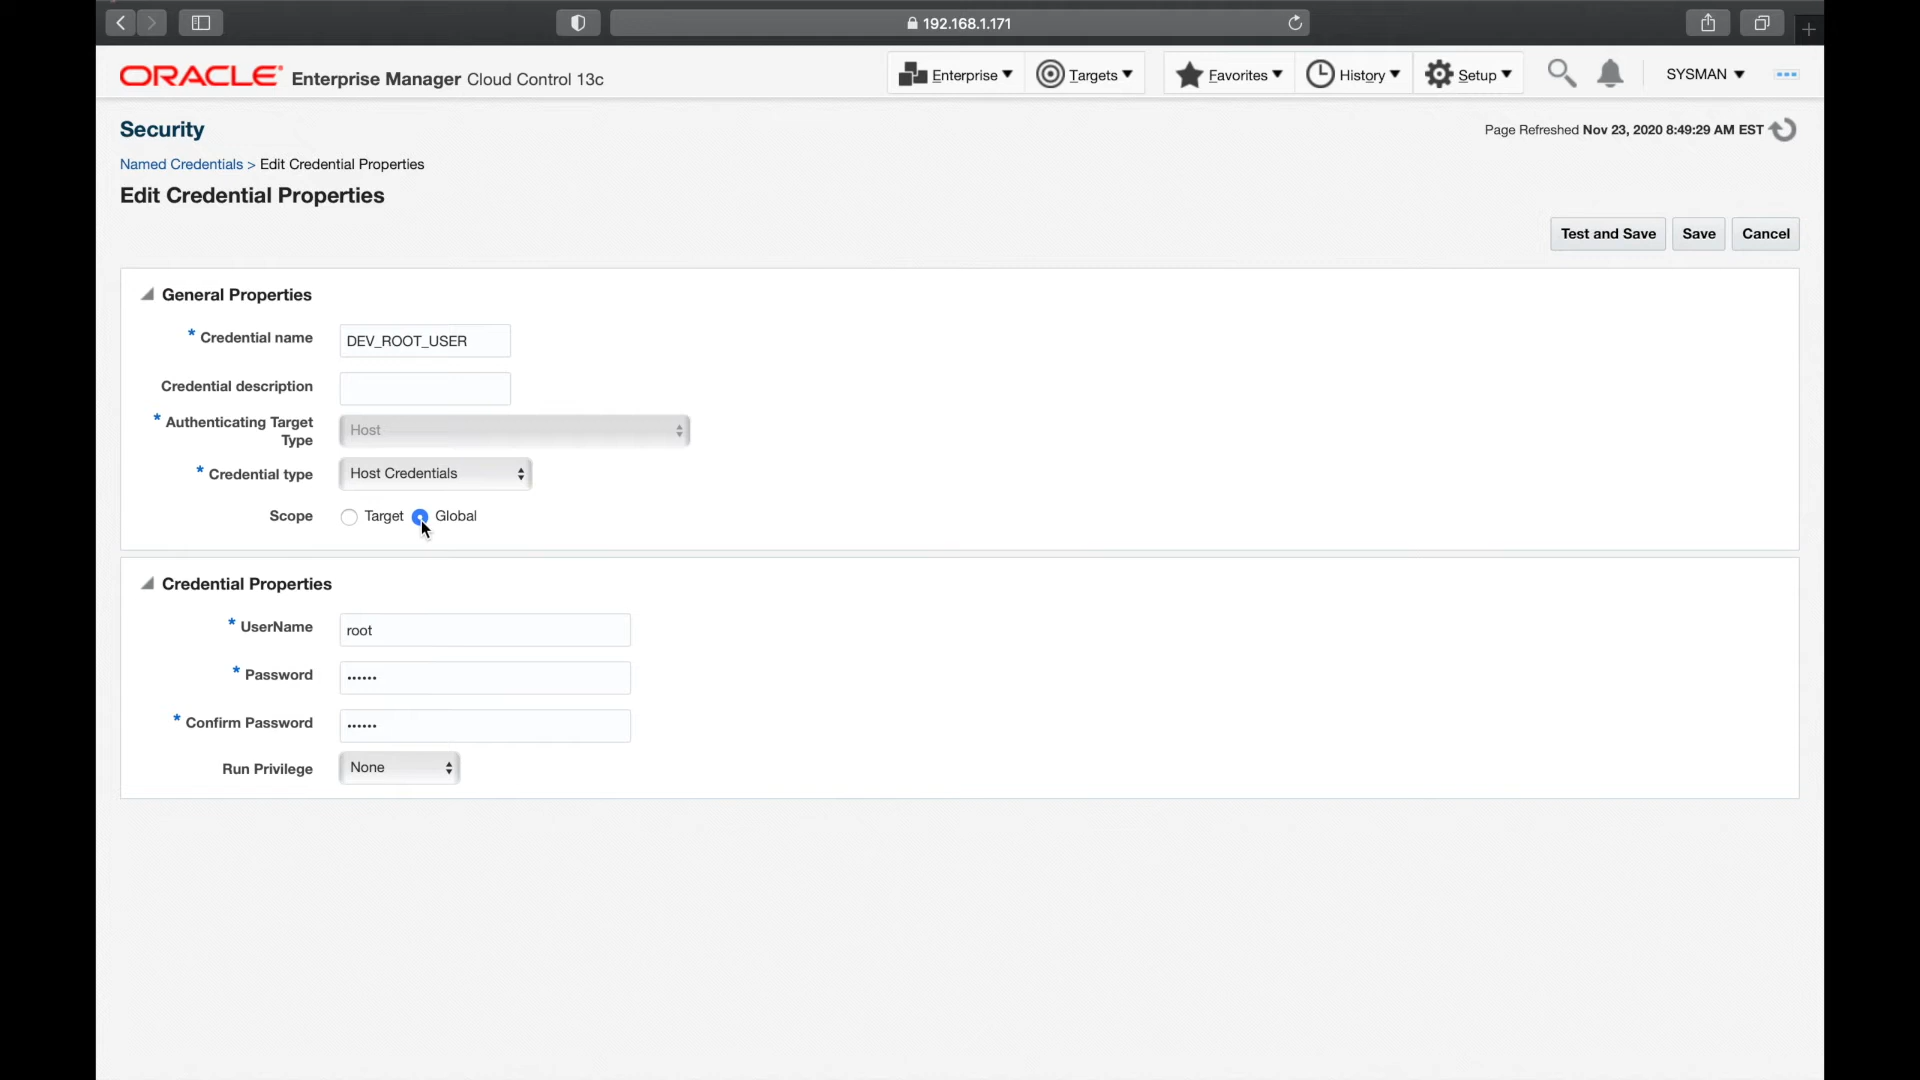 192.168.1.171
ORACLE Enterprise Manager Cloud Control 13c
Enterprise Targets Favorites History Setup SYSMAN
Security
Page Refreshed Nov 23, 2020 8:49:29 AM EST
Named Credentials > Edit Credential Properties
Edit Credential Properties
Test and Save Save Cancel
General Properties
* Credential name DEV_ROOT_USER
Credential description
* Authenticating Target
Type
Host
* Credential type Host Credentials
Scope Target Global
Credential Properties
* UserName root
* Password ••••••
* Confirm Password ••••••
Run Privilege None